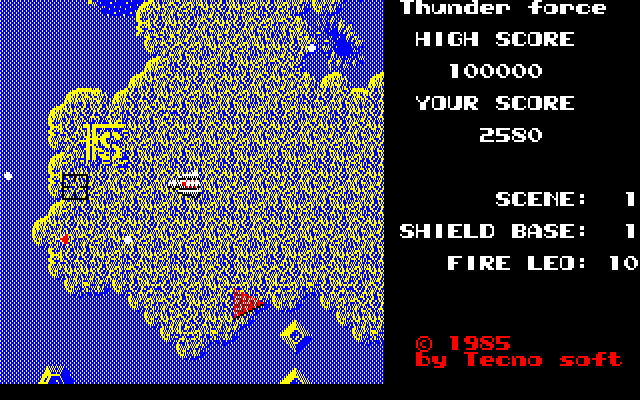 Thunder force
HIGH SCORE
100000
YOUR SCORE
2580
SCENE: 1
SHIELD BASE: 1
FIRE LEO: 10
© 1985
by Tecno soft